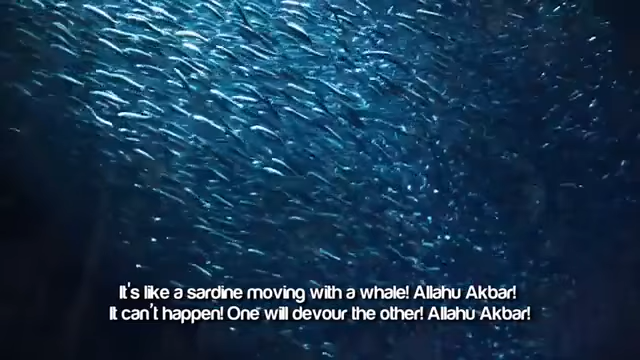 It's like a sardine moving with a whale! Allahu Akbar!
It can't happen! One will devour the other! Allahu Akbar!